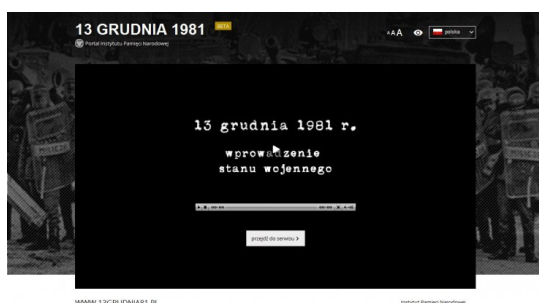 13 GRUDNIA 1981 BETA
Portal Instytutu Pamięci Narodowej
AAA
polska
13 grudnia 1981 r.
wprowadzenie
stanu wojennego
przejdź do serwisu >
WWW.13GRUDNIA81.PL
Instytut Pamięci Narodowej